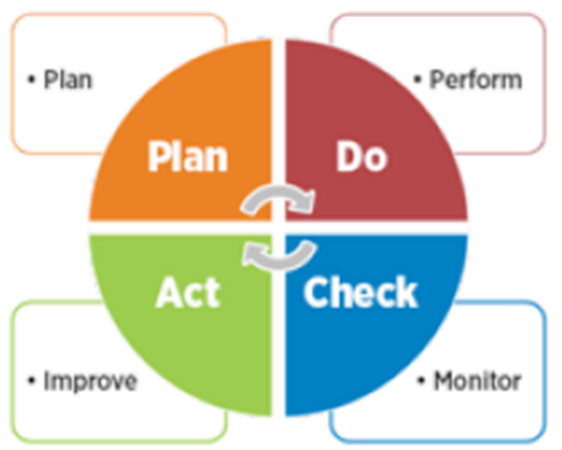 • Plan
• Perform
Plan
Do
Act
Check
• Improve
• Monitor